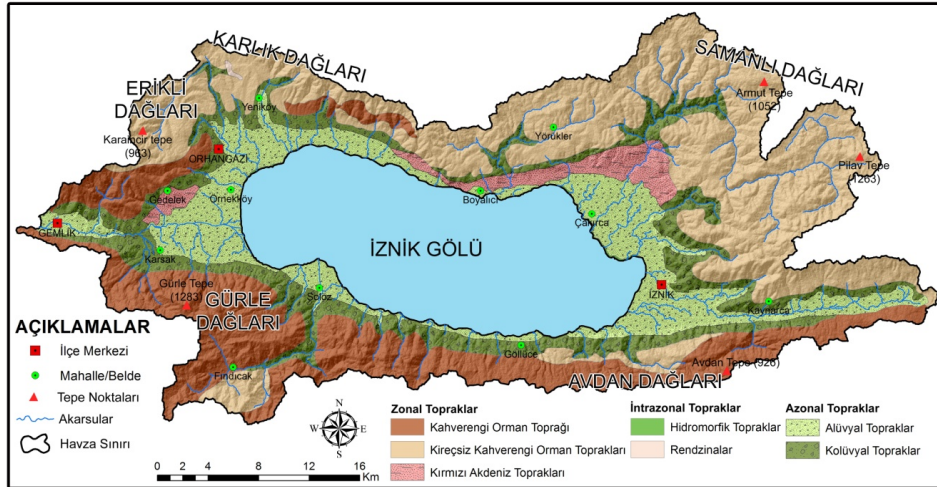 KARLIK DAĞLARI
SAMANLI DAĞLARI
ERİKLİ
DAĞLARI
Armut Tepe
(1052)
Yeniköy
Yörükler
Karaincir tepe
(963)
ORHANGAZİ
Pilav Tepe
(1263)
Gedelek
Örnekköy
Boyalıca
Çakırca
GEMLİK
İZNİK GÖLÜ
Karsak
Gürle Tepe
(1283)
Sölöz
İZNİK
Kaynarca
GÜRLE
DAĞLARI
Göllüce
Avdan Tepe (926)
Fındıcak
AVDAN DAĞLARI
AÇIKLAMALAR
İlçe Merkezi
Mahalle/Belde
Tepe Noktaları
Akarsular
Havza Sınırı
N
W
E
S
0 2 4 8 12 16
Km
Zonal Topraklar
Kahverengi Orman Toprağı
Kireçsiz Kahverengi Orman Toprakları
Kırmızı Akdeniz Toprakları
İntrazonal Topraklar
Hidromorfik Topraklar
Rendzinalar
Azonal Topraklar
Alüvyal Topraklar
Kolüvyal Topraklar